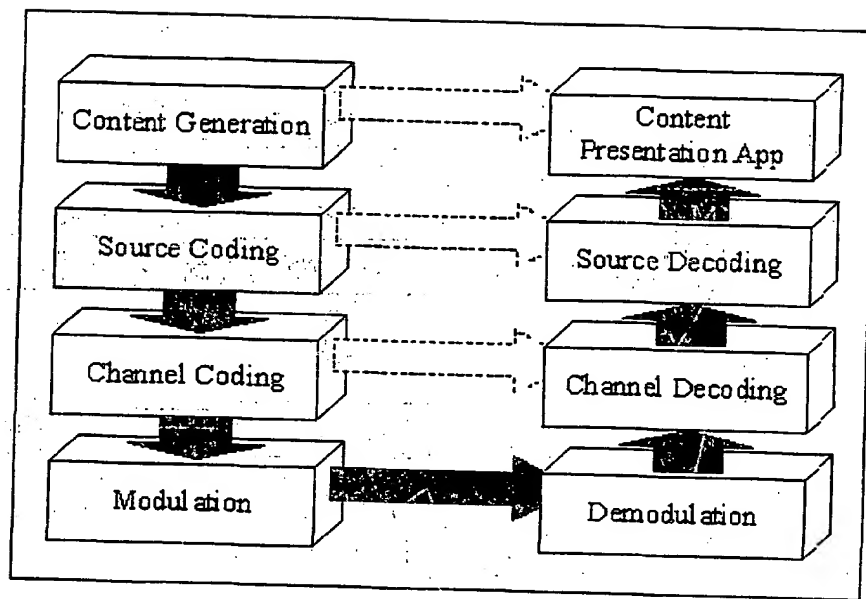 Content Generation
Content
Presentation App
Source Coding
Source Decoding
Channel Coding
Channel Decoding
Modulation
Demodulation